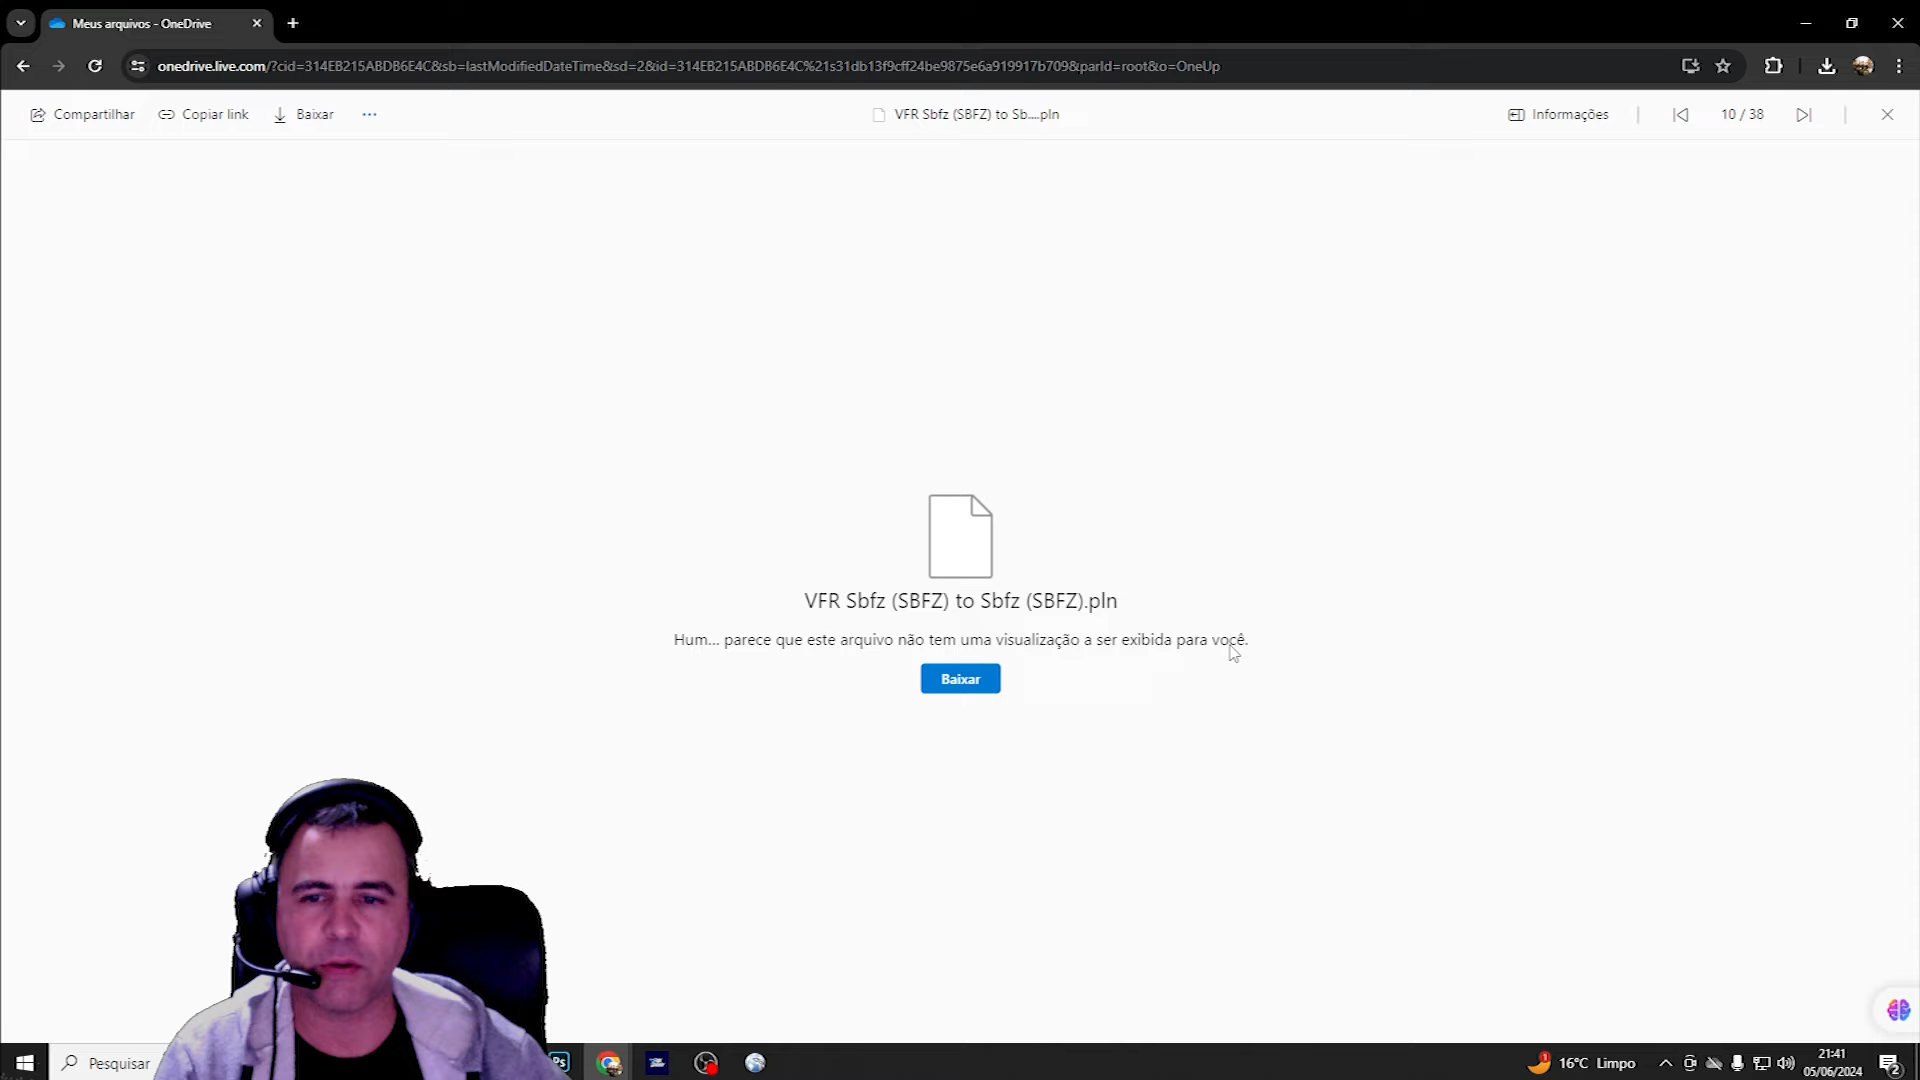 Meus arquivos - OneDrive
onedrive.live.com/?cid=314EB215ABDB6E4C&sb=lastModifiedDateTime&sd=2&id=314EB215ABDB6E4C%21s31db13f9cff24be9875e6a919917b709&parId=root&o=OneUp
Compartilhar
Copiar link
Baixar
VFR Sbfz (SBFZ) to Sb....pln
Informações
10 / 38
VFR Sbfz (SBFZ) to Sbfz (SBFZ).pln
Hum... parece que este arquivo não tem uma visualização a ser exibida para você.
Baixar
Pesquisar
Ps
1
16°C Limpo
21:41
05/06/2024
2